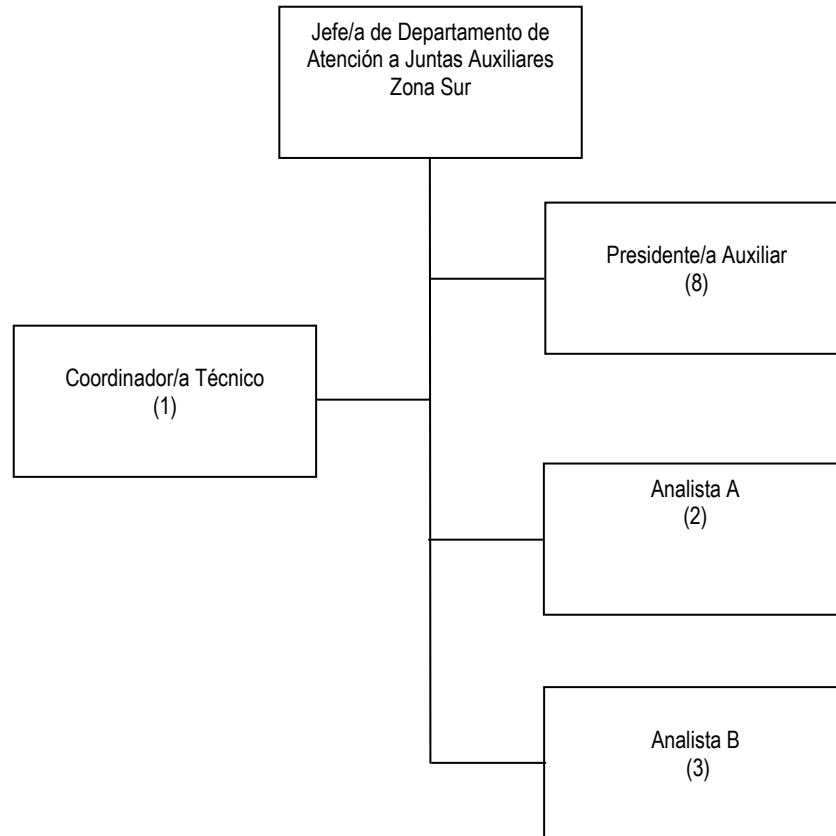 Jefe/a de Departamento de
Atención a Juntas Auxiliares
Zona Sur
Presidente/a Auxiliar
(8)
Coordinador/a Técnico
(1)
Analista A
(2)
Analista B
(3)